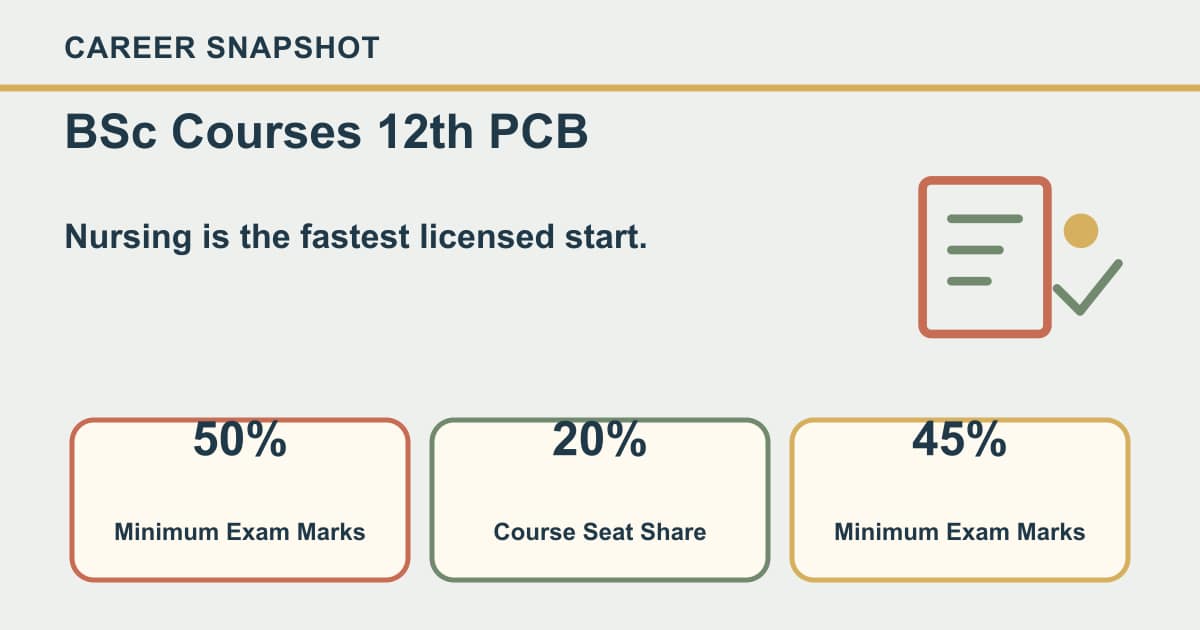 CAREER SNAPSHOT
BSc Courses 12th PCB
Nursing is the fastest licensed start.
50%
Minimum Exam Marks
20%
Course Seat Share
45%
Minimum Exam Marks